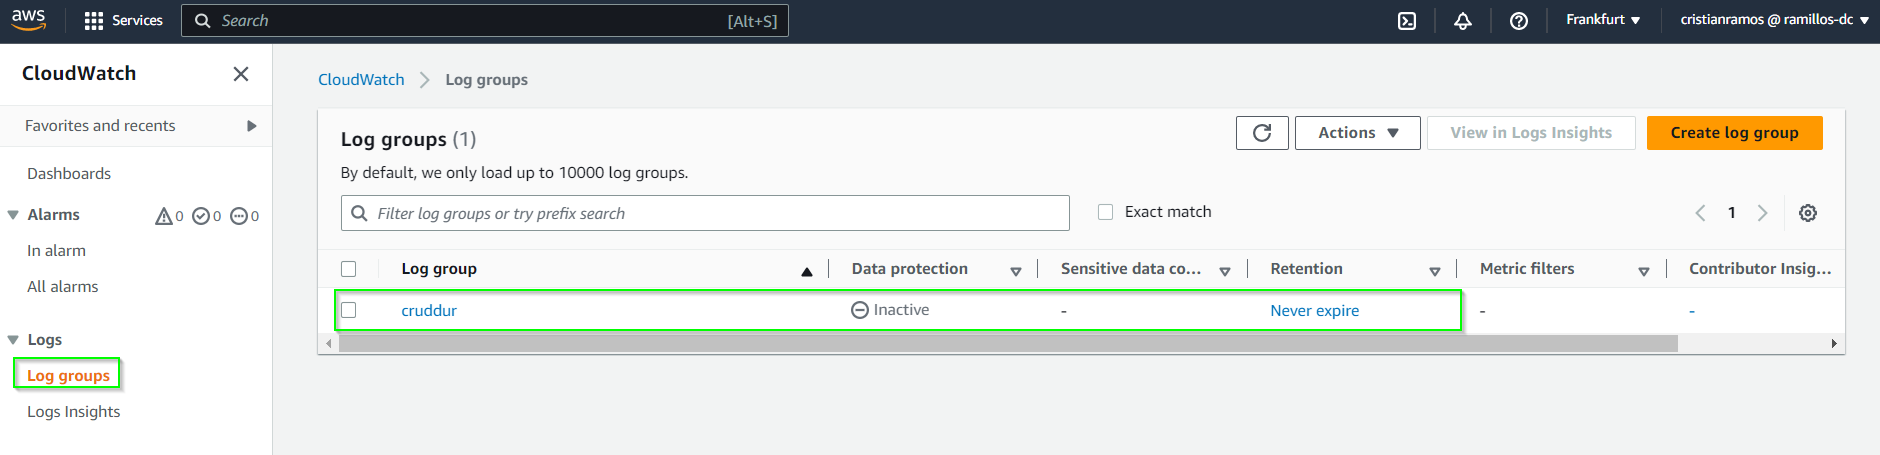 aws Services Search [Alt+S] Frankfurt cristianramos @ ramillos-dc
CloudWatch
Favorites and recents
Dashboards
Alarms 0 0 0
In alarm
All alarms
Logs
Log groups
Logs Insights
CloudWatch Log groups
Log groups (1) Actions View in Logs Insights Create log group
By default, we only load up to 10000 log groups.
Filter log groups or try prefix search Exact match 1
Log group Data protection Sensitive data co... Retention Metric filters Contributor Insig...
cruddur Inactive - Never expire - -